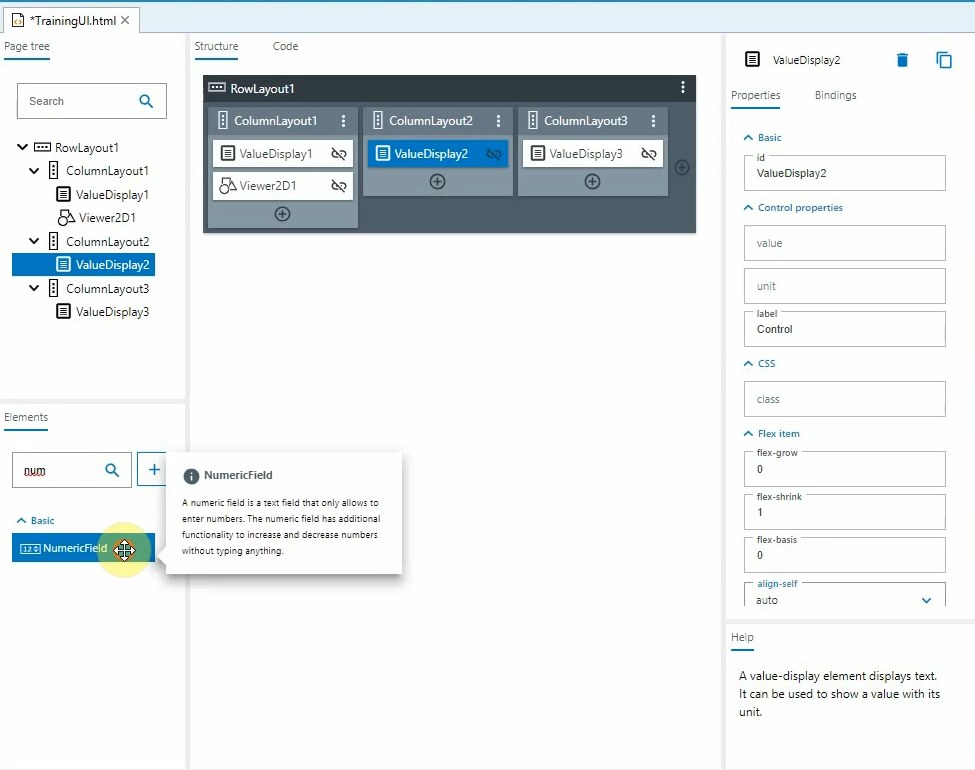 *TrainingUI.html
Page tree
Search
RowLayout1
ColumnLayout1
ValueDisplay1
Viewer2D1
ColumnLayout2
ValueDisplay2
ColumnLayout3
ValueDisplay3
Elements
num
Basic
NumericField
NumericField
A numeric field is a text field that only allows to
enter numbers. The numeric field has additional
functionality to increase and decrease numbers
without typing anything.
Structure
Code
RowLayout1
ColumnLayout1
ColumnLayout2
ColumnLayout3
ValueDisplay1
ValueDisplay2
ValueDisplay3
Viewer2D1
ValueDisplay2
Properties
Bindings
Basic
id
ValueDisplay2
Control properties
value
unit
label
Control
CSS
class
Flex item
flex-grow
0
flex-shrink
1
flex-basis
0
align-self
auto
Help
A value-display element displays text.
It can be used to show a value with its
unit.